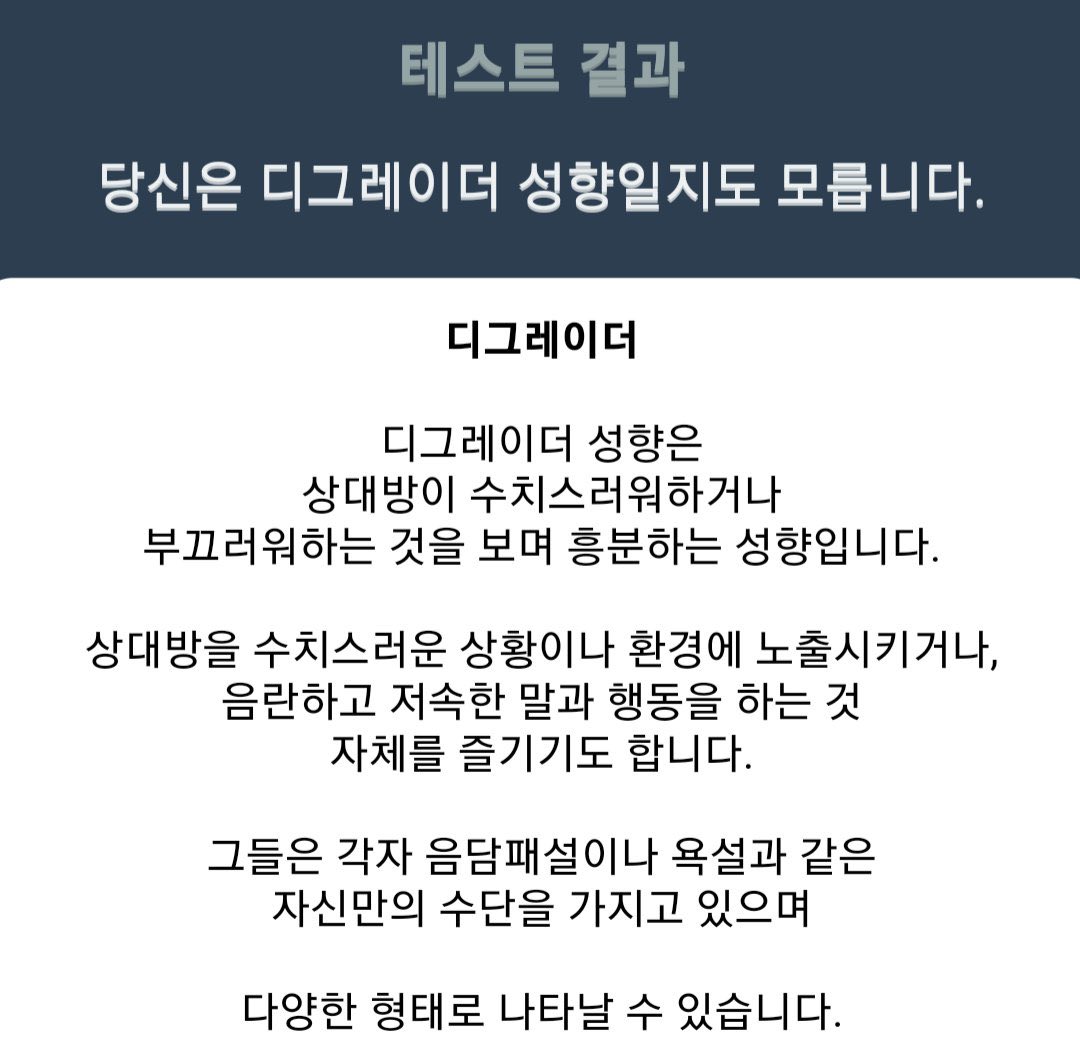 테스트 결과
당신은 디그레이더 성향일지도 모릅니다.
디그레이더
디그레이더 성향은
상대방이 수치스러워하거나
부끄러워하는 것을 보며 흥분하는 성향입니다.
상대방을 수치스러운 상황이나 환경에 노출시키거나,
음란하고 저속한 말과 행동을 하는 것
자체를 즐기기도 합니다.
그들은 각자 음담패설이나 욕설과 같은
자신만의 수단을 가지고 있으며
다양한 형태로 나타날 수 있습니다.